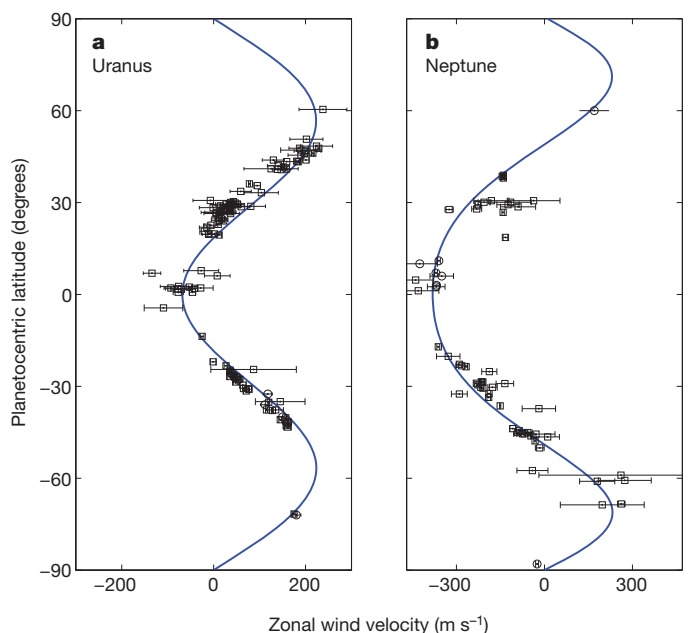 a
Uranus
b
Neptune
90
60
30
0
−30
−60
−90
Planetocentric latitude (degrees)
−200
0
200
−300
0
300
Zonal wind velocity (m s⁻¹)